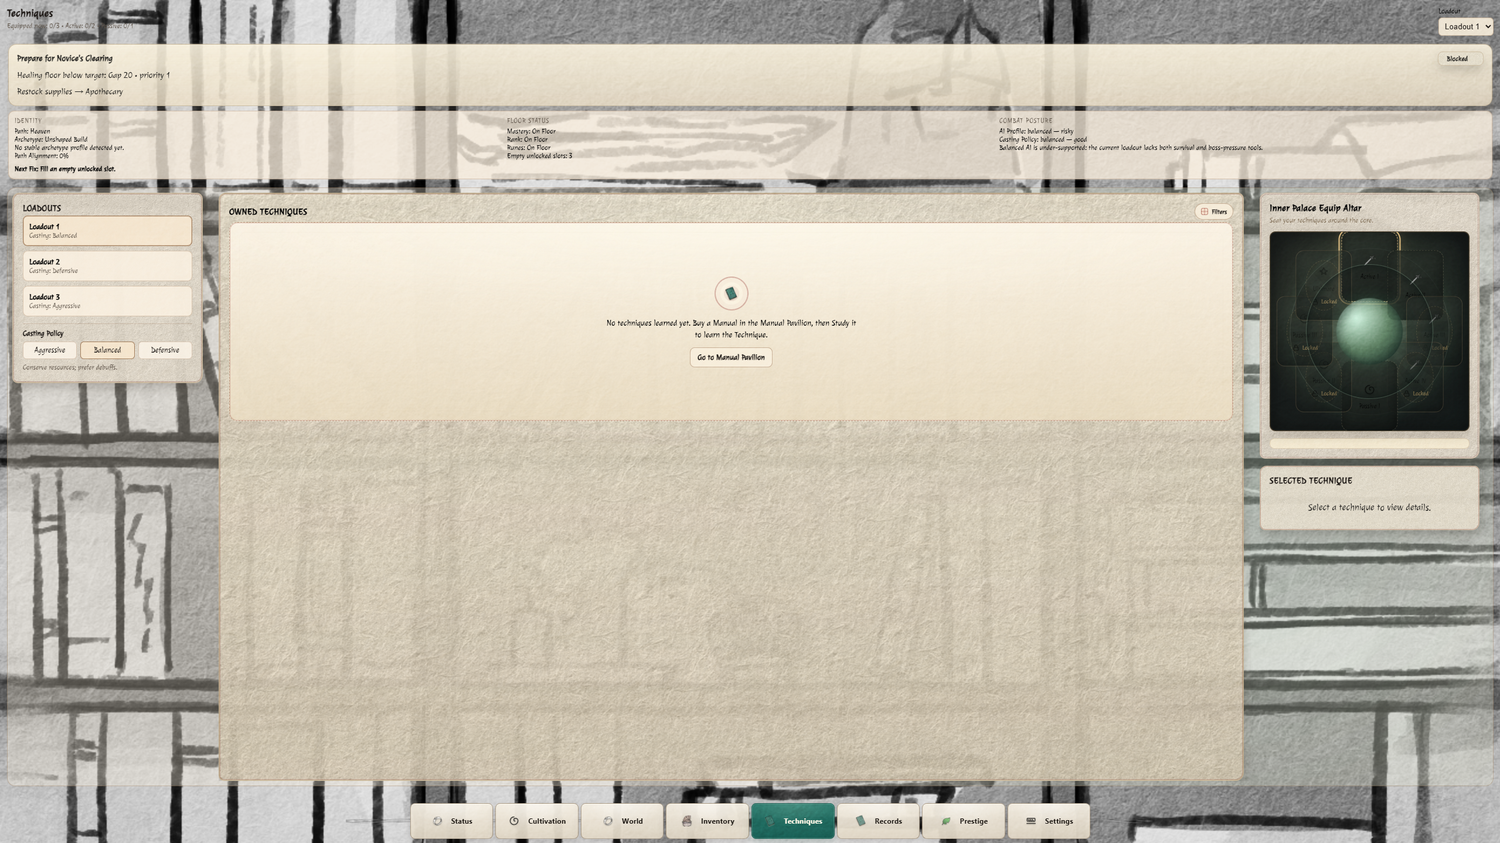 Techniques
Loadout
Loadout 1
Prepare for Novice's Clearing
Blocked
Healing floor below target: Gap 20 • priority 1
Restock supplies → Apothecary
IDENTITY
Path: Heaven
Archetype: Unshaped Build
No stable archetype profile detected yet.
Path Alignment: 0%
Next Fix: Fill an empty unlocked slot.
FLOOR STATUS
Mastery: On Floor
Rank: On Floor
Runes: On Floor
Empty unlocked slots: 3
COMBAT POSTURE
AI Profile: balanced — risky
Casting Policy: balanced — good
Balanced AI is under-supported: the current loadout lacks both survival and boss-pressure tools.
LOADOUTS
Loadout 1
Casting: Balanced
Loadout 2
Casting: Defensive
Loadout 3
Casting: Aggressive
Casting Policy
Aggressive
Balanced
Defensive
Conserve resources; prefer debuffs.
OWNED TECHNIQUES
Filters
No techniques learned yet. Buy a Manual in the Manual Pavilion, then Study it
to learn the Technique.
Go to Manual Pavilion
Inner Palace Equip Altar
Seat your techniques around the core.
Locked
Locked
Locked
Locked
Locked
SELECTED TECHNIQUE
Select a technique to view details.
Status
Cultivation
World
Inventory
Techniques
Records
Prestige
Settings